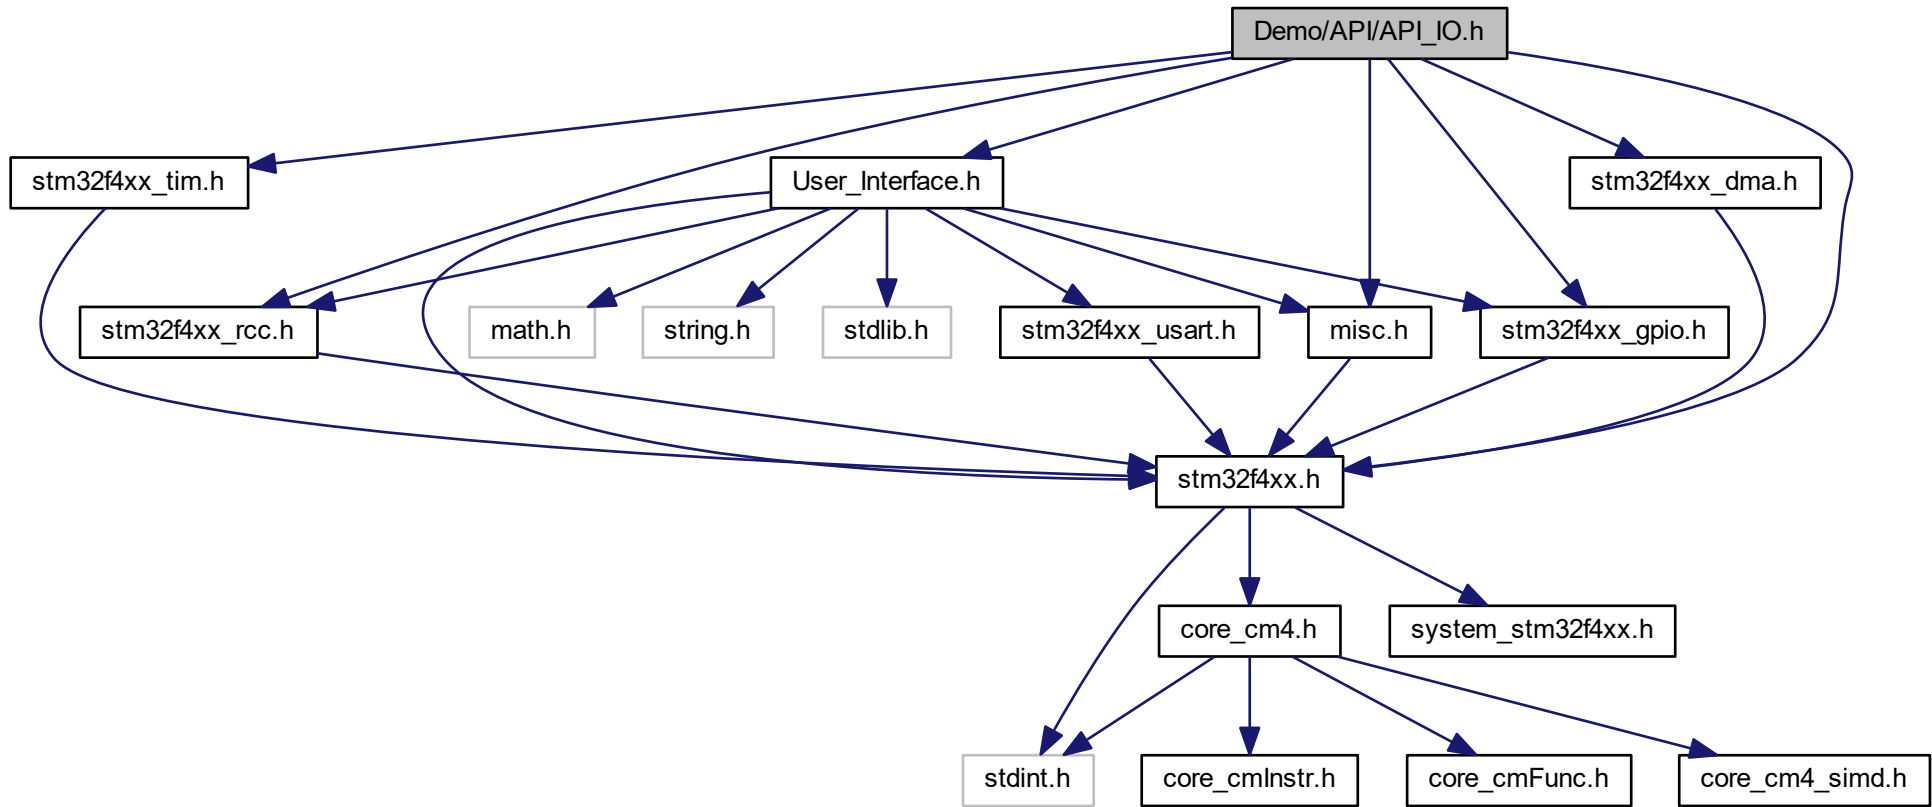 Demo/API/API_IO.h
stm32f4xx_tim.h
User_Interface.h
stm32f4xx_dma.h
stm32f4xx_rcc.h
math.h
string.h
stdlib.h
stm32f4xx_usart.h
misc.h
stm32f4xx_gpio.h
stm32f4xx.h
core_cm4.h
system_stm32f4xx.h
stdint.h
core_cmInstr.h
core_cmFunc.h
core_cm4_simd.h